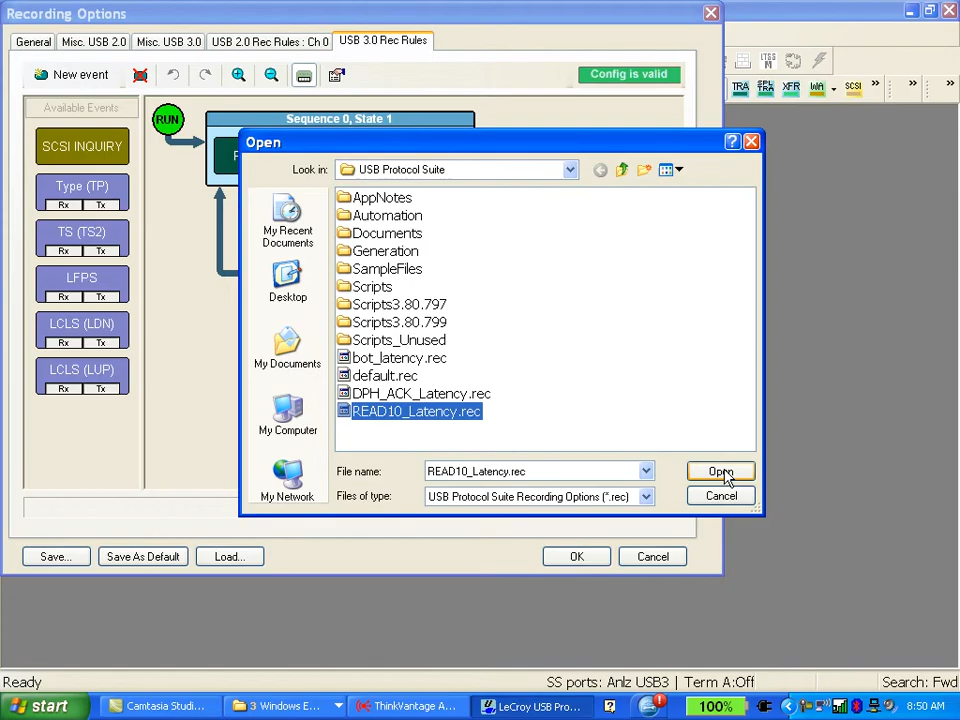 Recording Options
General
Misc. USB 2.0
Misc. USB 3.0
USB 2.0 Rec Rules : Ch 0
USB 3.0 Rec Rules
New event
Config is valid
LTSS
M
TRA
SPL
TRA
XFR
WA
SCSI
»
»
»
Available Events
RUN
Sequence 0, State 1
SCSI INQUIRY
Type (TP)
Rx
Tx
TS (TS2)
Rx
Tx
LFPS
Rx
Tx
LCLS (LDN)
Rx
Tx
LCLS (LUP)
Rx
Tx
Open
Look in:
USB Protocol Suite
My Recent
Documents
Desktop
My Documents
My Computer
My Network
AppNotes
Automation
Documents
Generation
SampleFiles
Scripts
Scripts3.80.797
Scripts3.80.799
Scripts_Unused
bot_latency.rec
default.rec
DPH_ACK_Latency.rec
READ10_Latency.rec
File name:
READ10_Latency.rec
Open
Files of type:
USB Protocol Suite Recording Options (*.rec)
Cancel
Save...
Save As Default
Load...
OK
Cancel
Ready
SS ports: Anlz USB3
Term A:Off
Search: Fwd
start
Camtasia Studi...
3 Windows E...
ThinkVantage A...
LeCroy USB Pro...
100%
8:50 AM